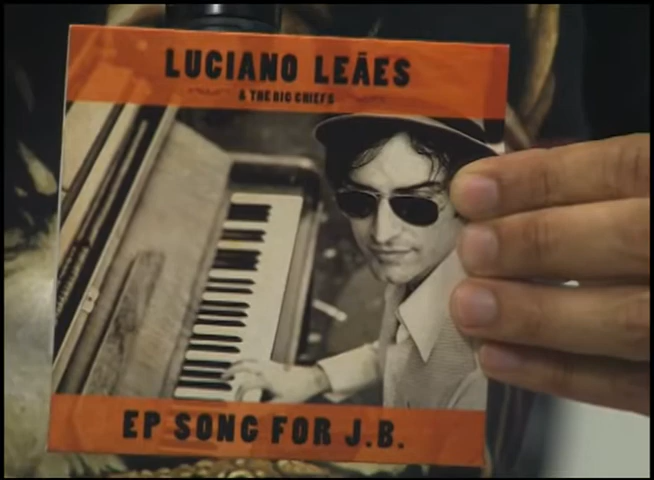 LUCIANO LEÃES
& THE BIG CHIEFS
EP SONG FOR J.B.